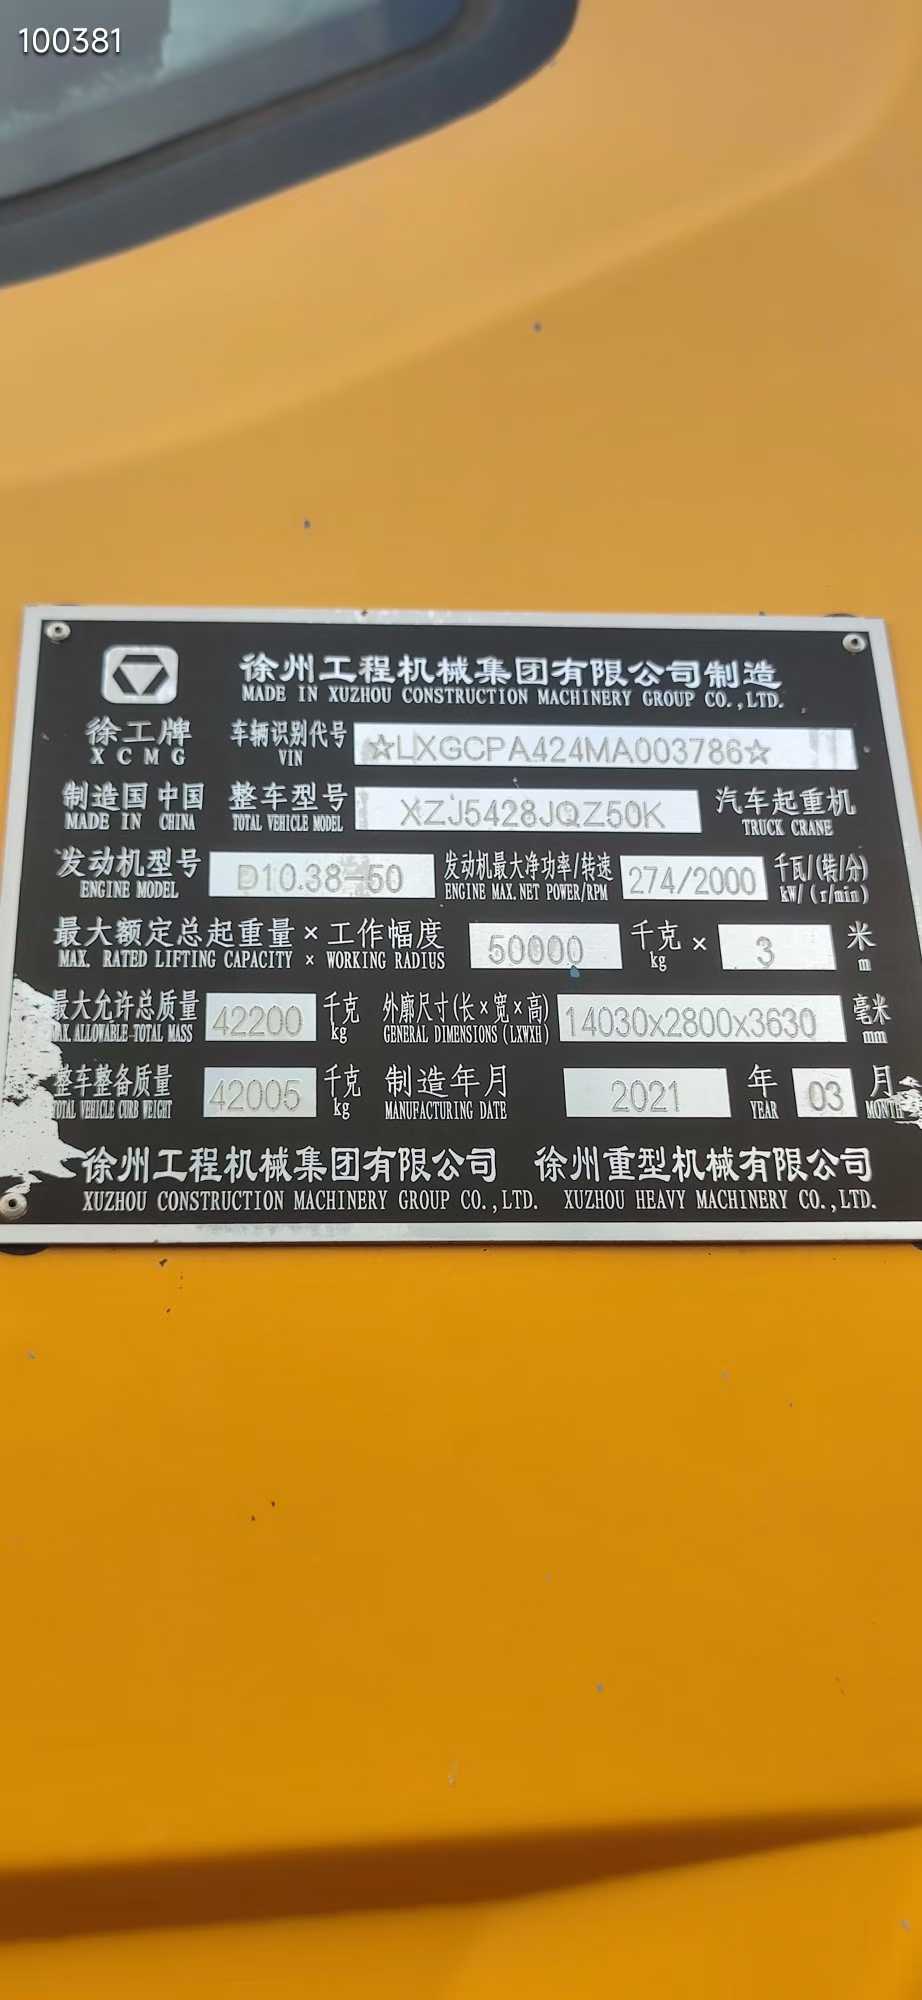 100381
徐州工程机械集团有限公司制造
MADE IN XUZHOU CONSTRUCTION MACHINERY GROUP CO.,LTD.
徐工牌 车辆识别代号 ☆LXGCPA424MA003786☆
XCMG VIN
制造国 中国 整车型号 XZJ5428JQZ50K 汽车起重机
MADE IN CHINA TOTAL VEHICLE MODEL TRUCK CRANE
发动机型号 D10.38-50 发动机最大净功率/转速 274/2000 千瓦/(转/分)
ENGINE MODEL ENGINE MAX.NET POWER/RPM kW/(r/min)
最大额定总起重量×工作幅度 50000 千克 × 3 米
MAX. RATED LIFTING CAPACITY × WORKING RADIUS kg m
最大允许总质量 42200 千克 外廓尺寸(长×宽×高) 14030x2800x3630 毫米
MAX.ALLOWABLE-TOTAL MASS kg GENERAL DIMENSIONS(LXWXH) mm
整车整备质量 42005 千克 制造年月 2021 年 03 月
TOTAL VEHICLE CURB WEIGHT kg MANUFACTURING DATE YEAR MONTH
徐州工程机械集团有限公司 徐州重型机械有限公司
XUZHOU CONSTRUCTION MACHINERY GROUP CO.,LTD. XUZHOU HEAVY MACHINERY CO.,LTD.